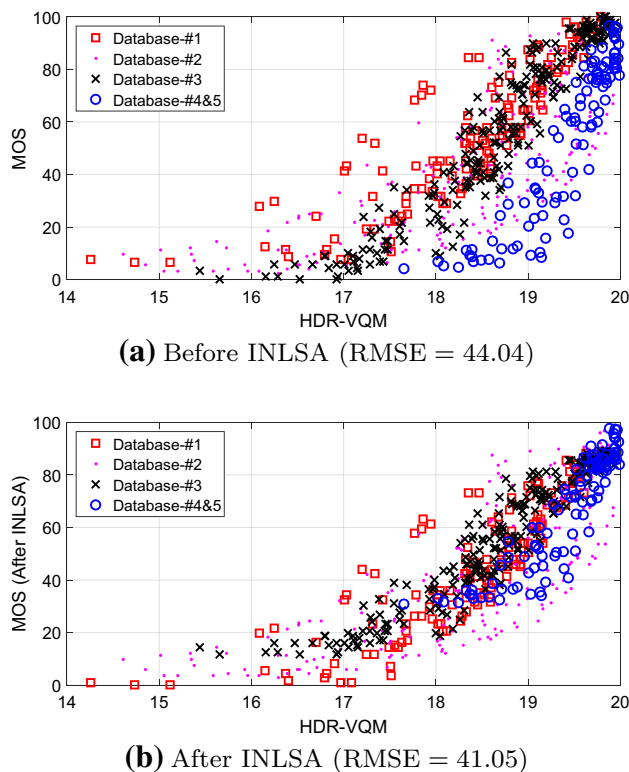 100
80
60
40
20
0
MOS
Database-#1
Database-#2
Database-#3
Database-#4&5
14 15 16 17 18 19 20
HDR-VQM
(a) Before INLSA (RMSE = 44.04)
100
80
60
40
20
0
MOS (After INLSA)
Database-#1
Database-#2
Database-#3
Database-#4&5
14 15 16 17 18 19 20
HDR-VQM
(b) After INLSA (RMSE = 41.05)